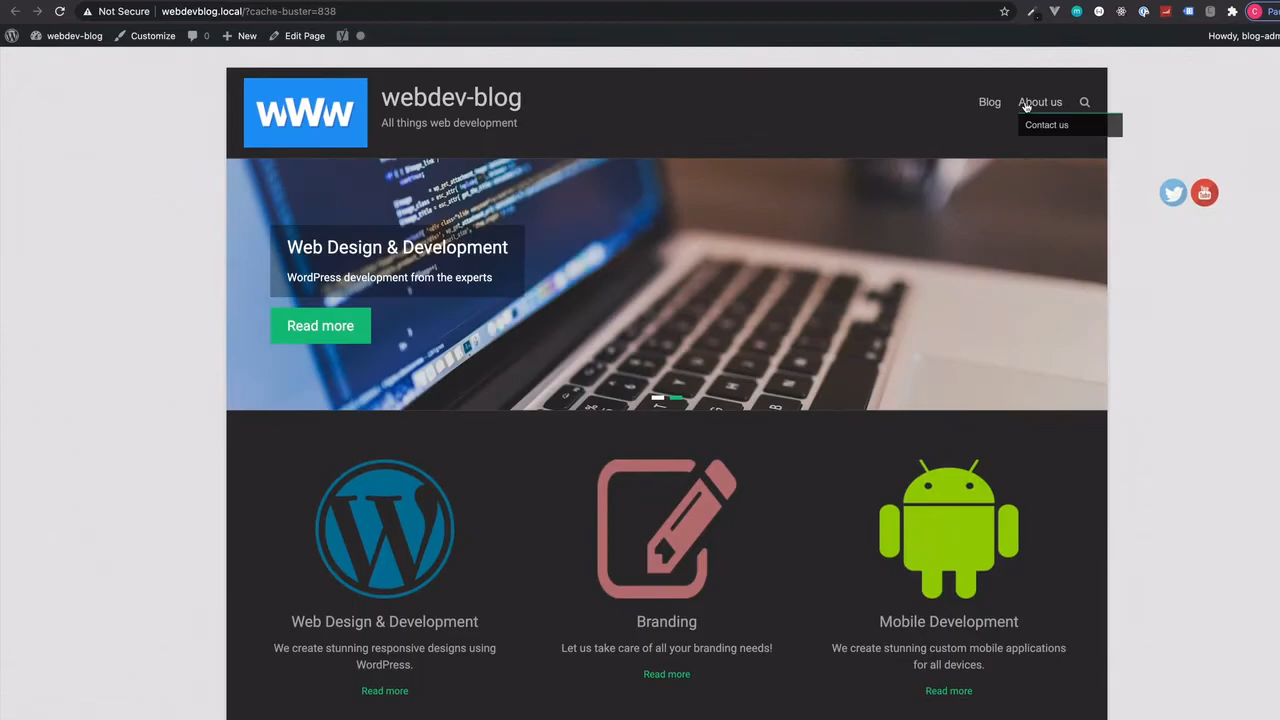 Not Secure webdevblog.local/?cache-buster=838
webdev-blog Customize 0 New Edit Page Howdy, blog-adm
wWw
webdev-blog
All things web development
Blog About us
Contact us
Web Design & Development
WordPress development from the experts
Read more
Web Design & Development
We create stunning responsive designs using
WordPress.
Read more
Branding
Let us take care of all your branding needs!
Read more
Mobile Development
We create stunning custom mobile applications
for all devices.
Read more